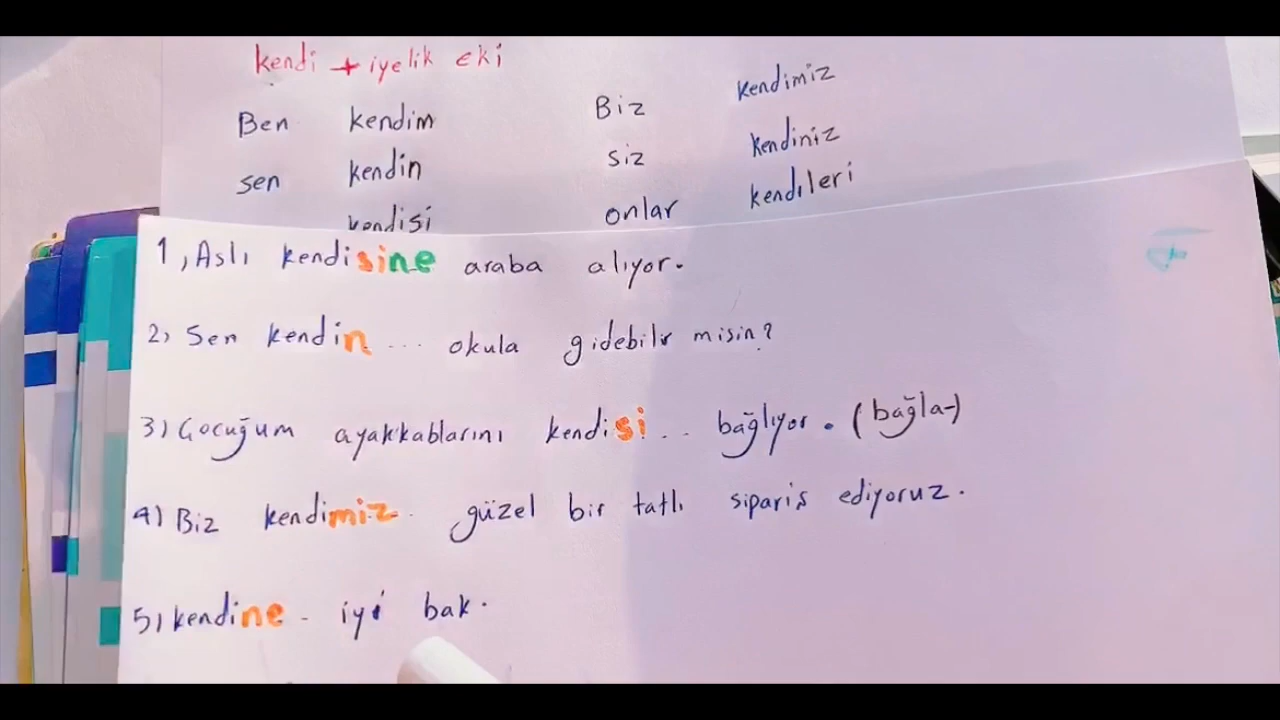 kendi + iyelik eki
Ben kendim Biz kendimiz
sen kendin siz kendiniz
kendisi onlar kendileri
1, Aslı kendisine araba alıyor.
2, Sen kendin ... okula gidebilir misin?
3) Çocuğum ayakkablarını kendisi ... bağlıyor. (bağla-)
4) Biz kendimiz. güzel bir tatlı sipariş ediyoruz.
5) kendine - iyi bak.